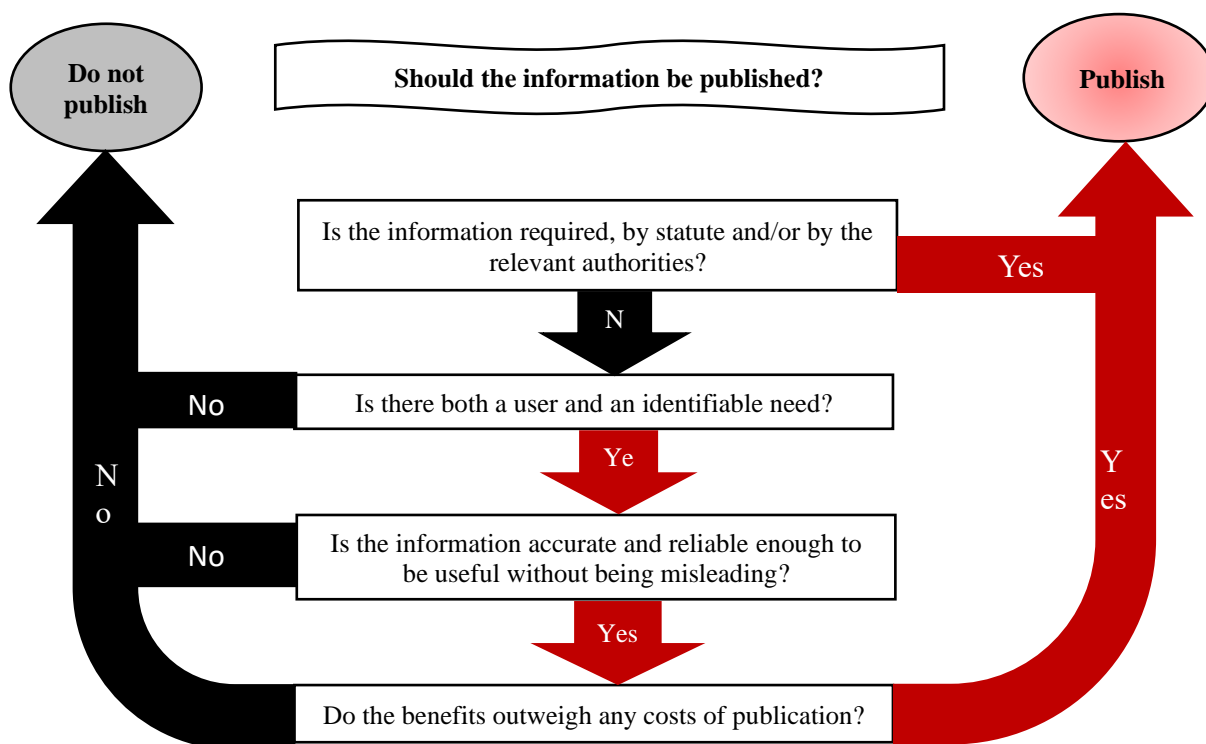 Do not
publish
Should the information be published?
Publish
Is the information required, by statute and/or by the
relevant authorities?
Yes
N
No
Is there both a user and an identifiable need?
Ye
N
o
Y
es
No
Is the information accurate and reliable enough to
be useful without being misleading?
Yes
Do the benefits outweigh any costs of publication?